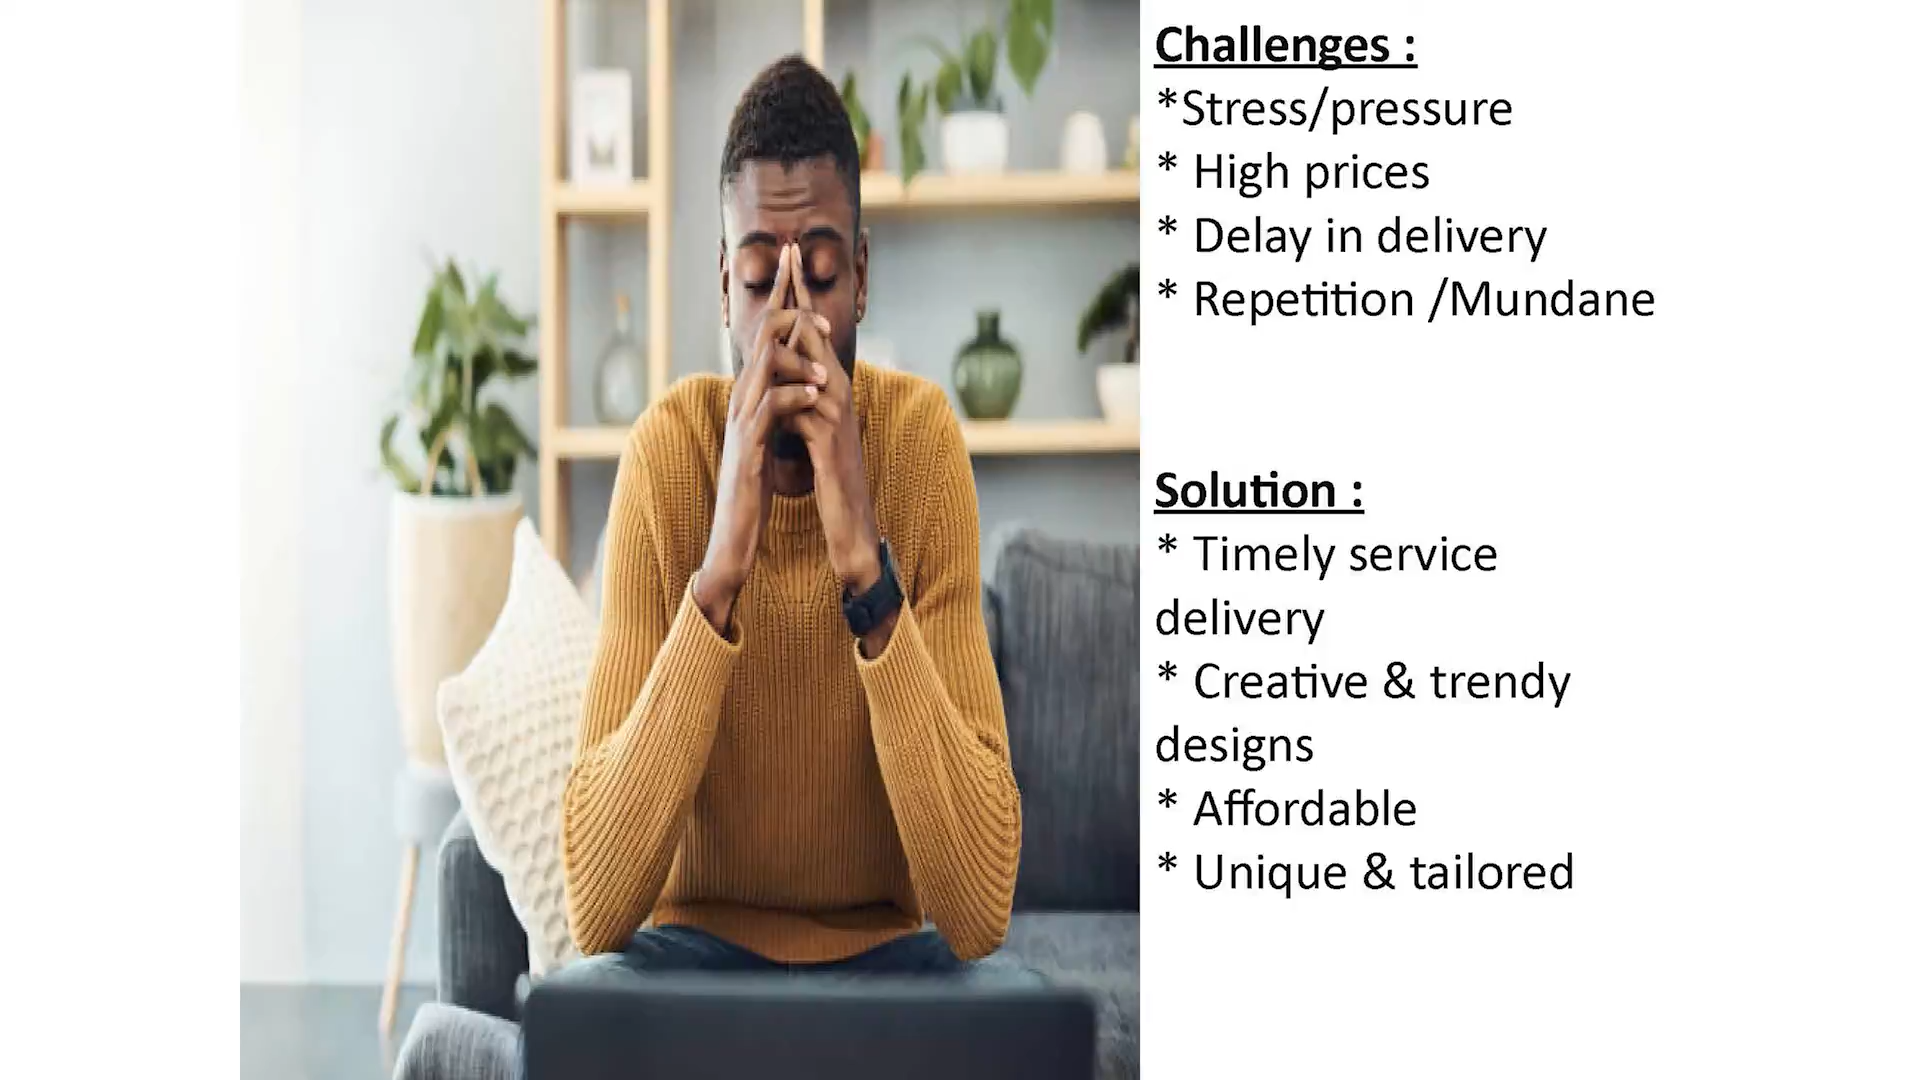 Challenges :
*Stress/pressure
* High prices
* Delay in delivery
* Repetition /Mundane
Solution :
* Timely service
delivery
* Creative & trendy
designs
* Affordable
* Unique & tailored